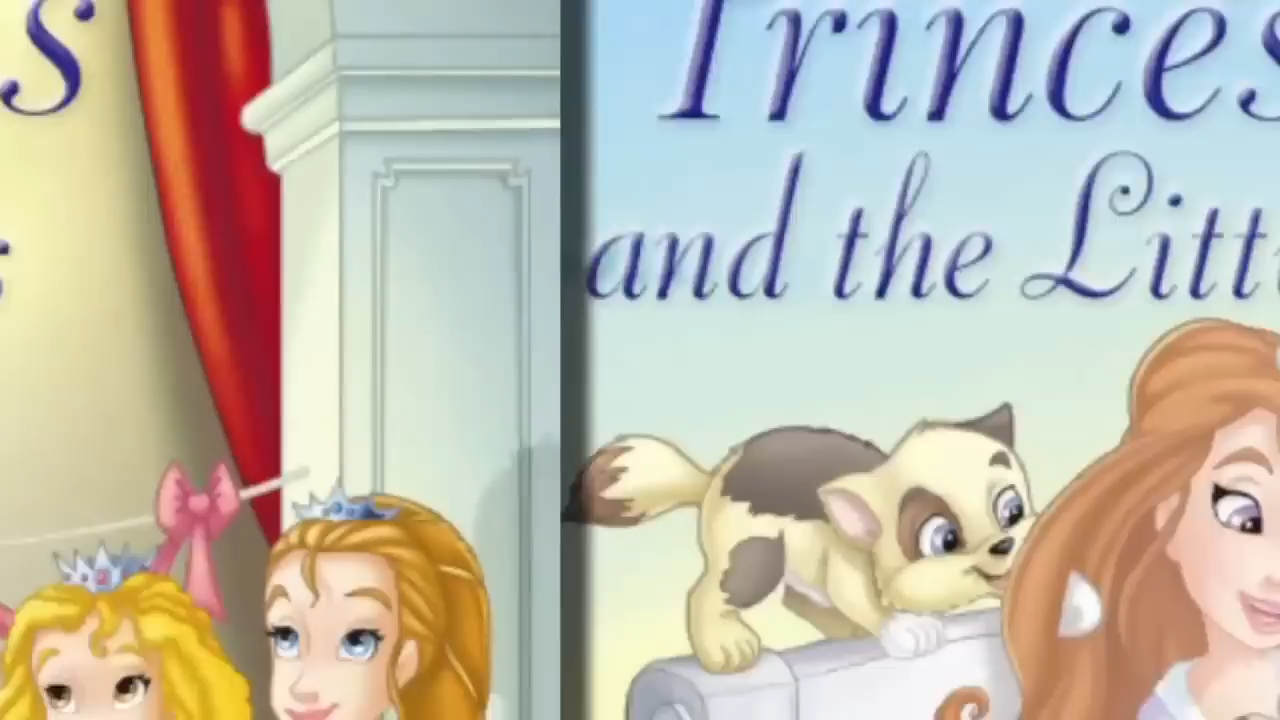 s
Princes
and the Litt